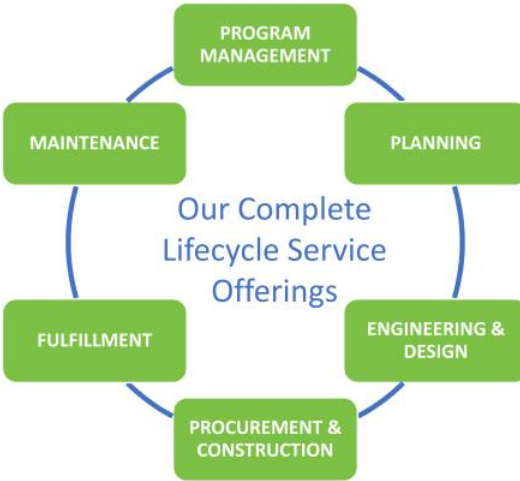 PROGRAM
MANAGEMENT
PLANNING
ENGINEERING &
DESIGN
PROCUREMENT &
CONSTRUCTION
FULFILLMENT
MAINTENANCE
Our Complete
Lifecycle Service
Offerings